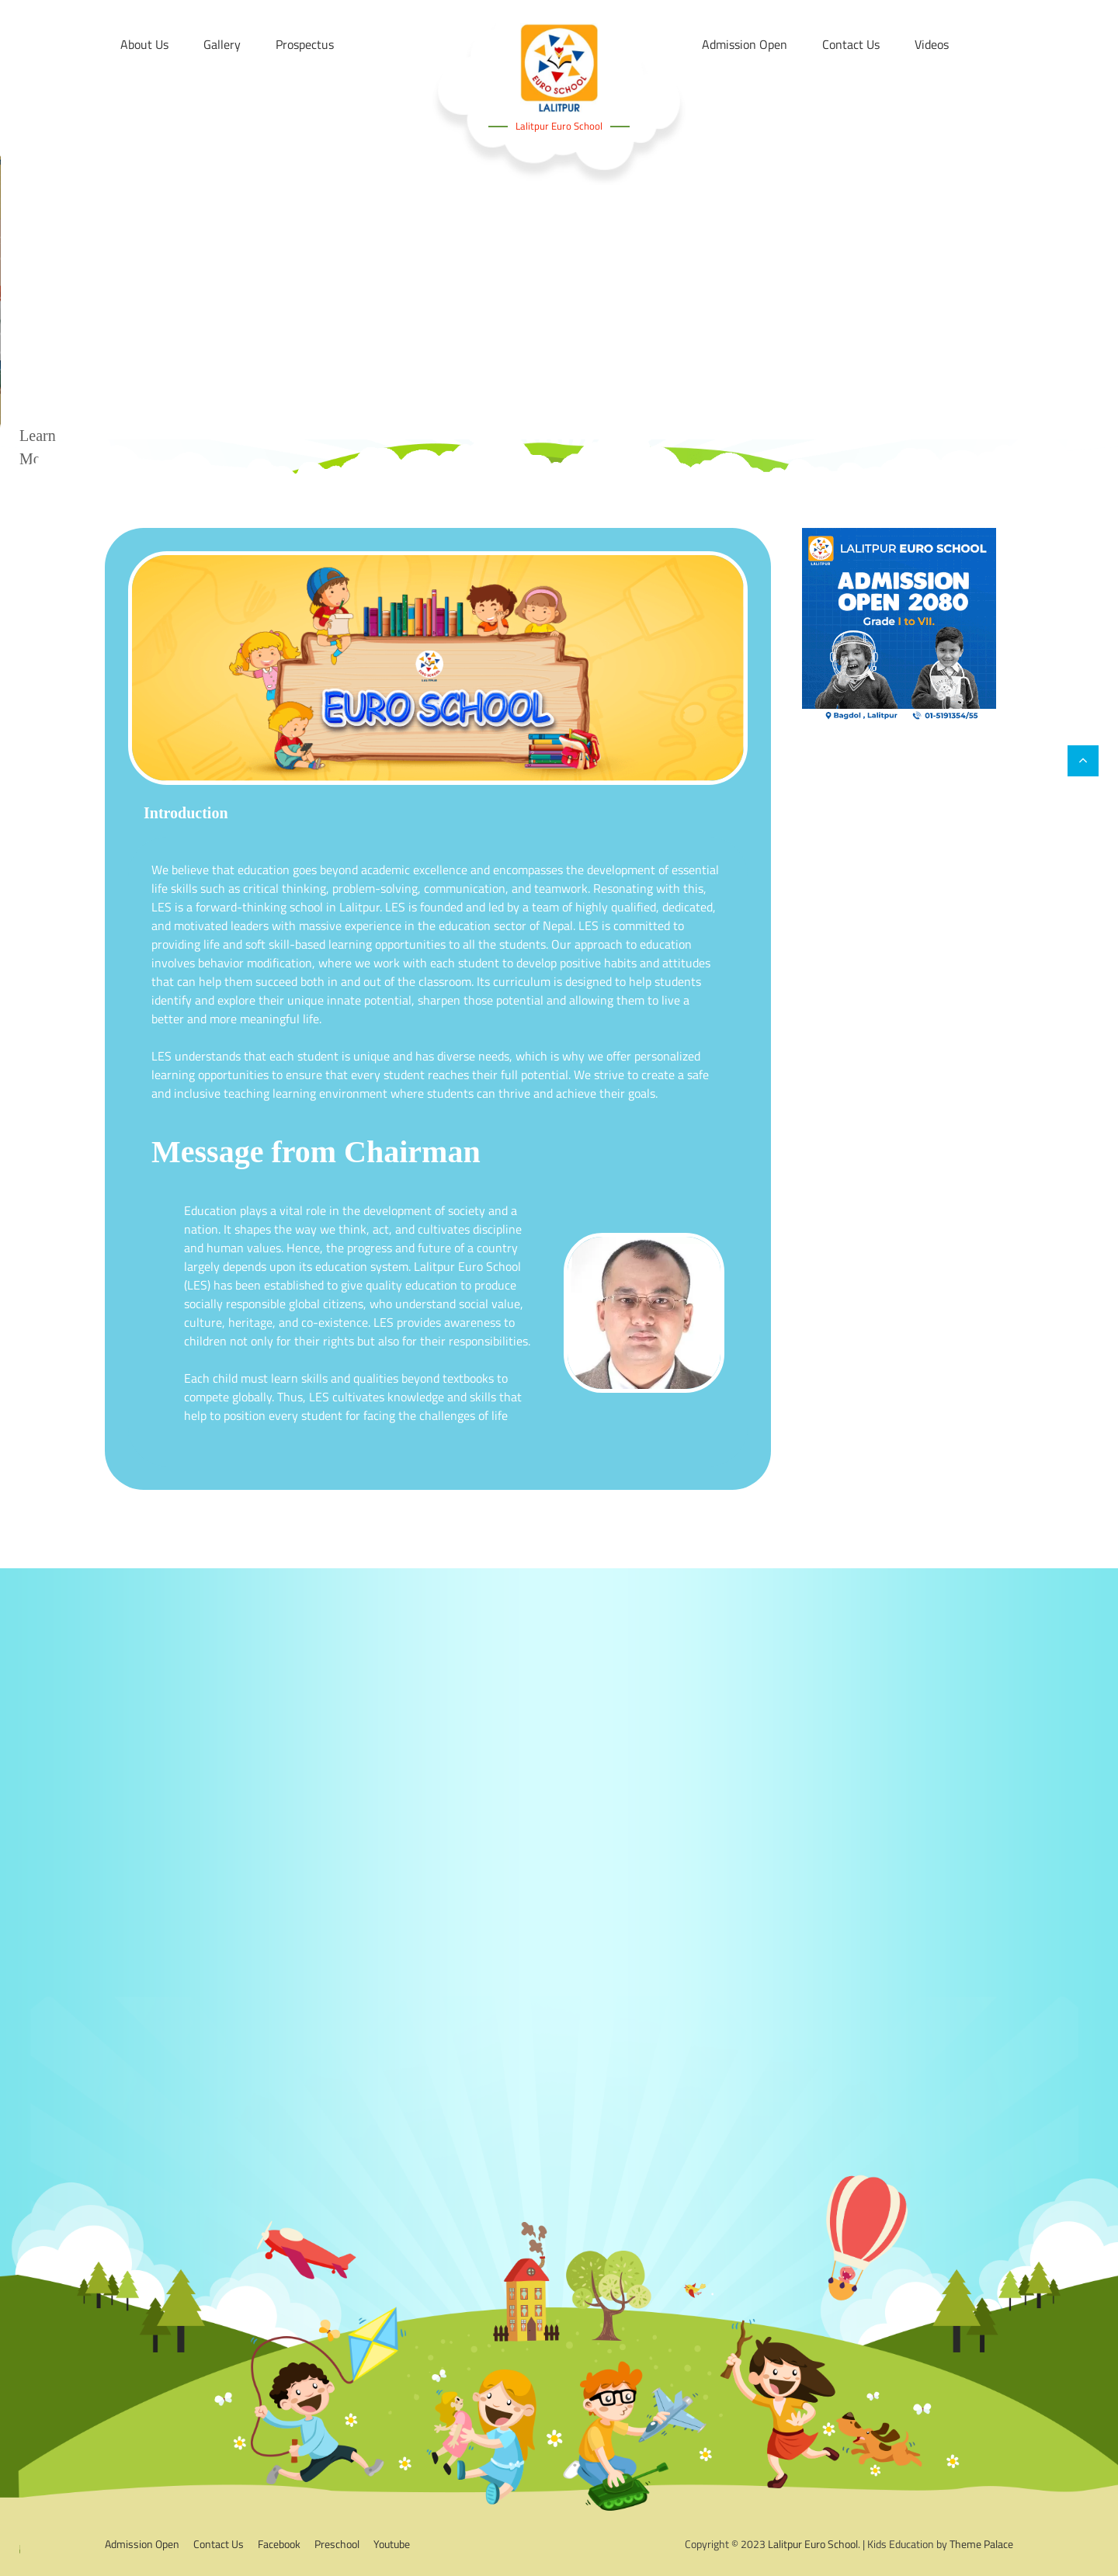 About Us
Gallery
Prospectus
EURO SCHOOL
LALITPUR
Lalitpur Euro School
Admission Open
Contact Us
Videos
Learn
LALITPUR
LALITPUR EURO SCHOOL
ADMISSION
OPEN 2080
Grade I to VII.
Bagdol , Lalitpur
01-5191354/55
LALITPUR
EURO SCHOOL
Introduction
We believe that education goes beyond academic excellence and encompasses the development of essential
life skills such as critical thinking, problem-solving, communication, and teamwork. Resonating with this,
LES is a forward-thinking school in Lalitpur. LES is founded and led by a team of highly qualified, dedicated,
and motivated leaders with massive experience in the education sector of Nepal. LES is committed to
providing life and soft skill-based learning opportunities to all the students. Our approach to education
involves behavior modification, where we work with each student to develop positive habits and attitudes
that can help them succeed both in and out of the classroom. Its curriculum is designed to help students
identify and explore their unique innate potential, sharpen those potential and allowing them to live a
better and more meaningful life.
LES understands that each student is unique and has diverse needs, which is why we offer personalized
learning opportunities to ensure that every student reaches their full potential. We strive to create a safe
and inclusive teaching learning environment where students can thrive and achieve their goals.
Message from Chairman
Education plays a vital role in the development of society and a
nation. It shapes the way we think, act, and cultivates discipline
and human values. Hence, the progress and future of a country
largely depends upon its education system. Lalitpur Euro School
(LES) has been established to give quality education to produce
socially responsible global citizens, who understand social value,
culture, heritage, and co-existence. LES provides awareness to
children not only for their rights but also for their responsibilities.
Each child must learn skills and qualities beyond textbooks to
compete globally. Thus, LES cultivates knowledge and skills that
help to position every student for facing the challenges of life
Admission Open
Contact Us
Facebook
Preschool
Youtube
Copyright © 2023 Lalitpur Euro School. | Kids Education by Theme Palace